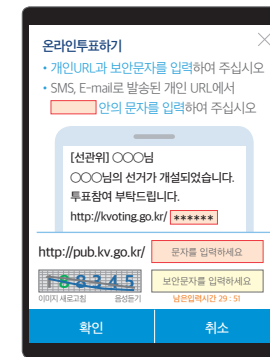 온라인투표하기
• 개인URL과 보안문자를 입력하여 주십시오
• SMS, E-mail로 발송된 개인 URL에서
안의 문자를 입력하여 주십시오
[선관위] ○○○님
○○○님의 선거가 개설되었습니다.
투표참여 부탁드립니다.
http://kvoting.go.kr/ ******
http://pub.kv.go.kr/ 문자를 입력하세요
188245 보안문자를 입력하세요
이미지 새로고침 음성듣기 남은입력시간 29 : 51
확인 취소